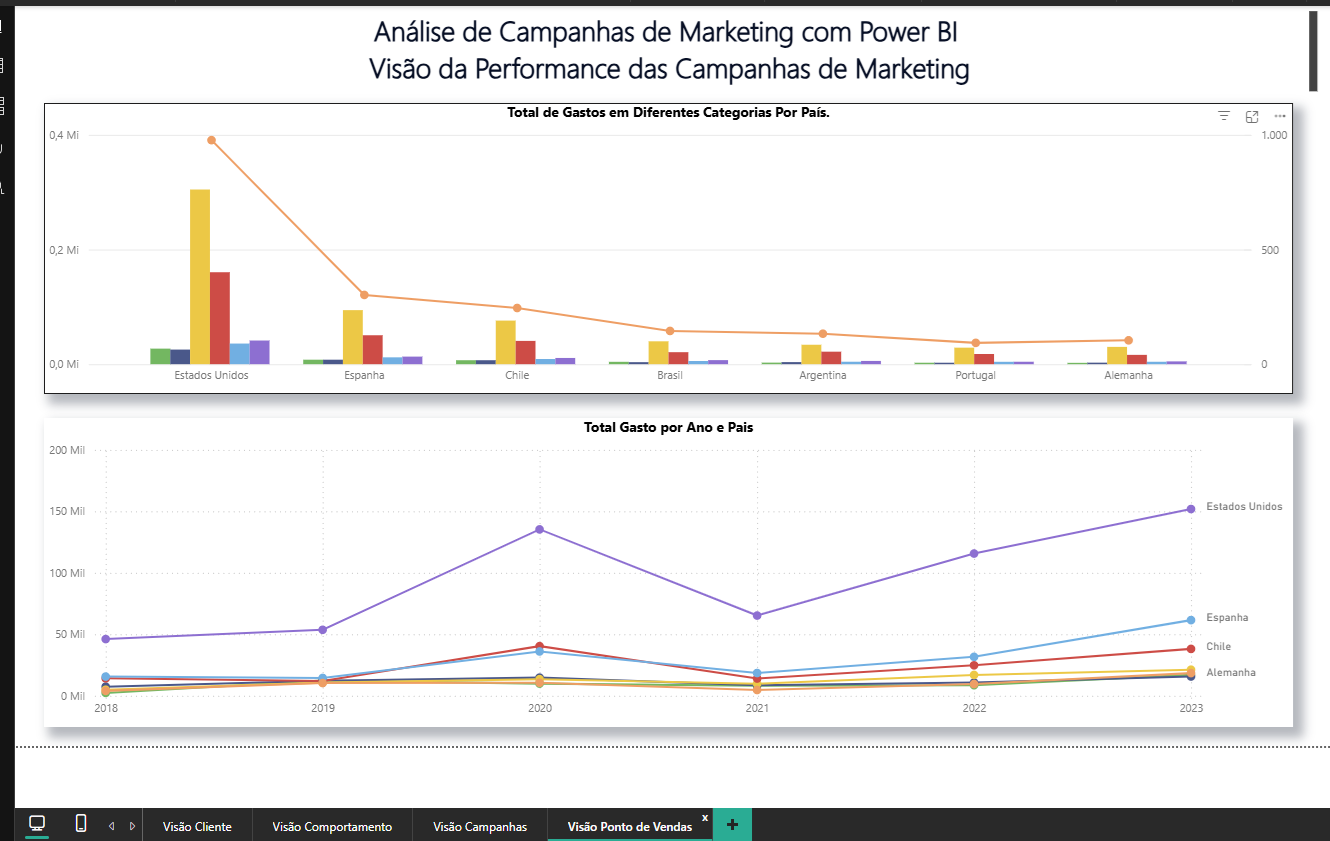 Análise de Campanhas de Marketing com Power BI
Visão da Performance das Campanhas de Marketing
Total de Gastos em Diferentes Categorias Por País.
0,4 Mi
1.000
0,2 Mi
500
0,0 Mi
0
Estados Unidos Espanha Chile Brasil Argentina Portugal Alemanha
Total Gasto por Ano e Pais
200 Mil
150 Mil
Estados Unidos
100 Mil
50 Mil
Espanha
Chile
Alemanha
0 Mil
2018 2019 2020 2021 2022 2023
Visão Cliente Visão Comportamento Visão Campanhas Visão Ponto de Vendas x +